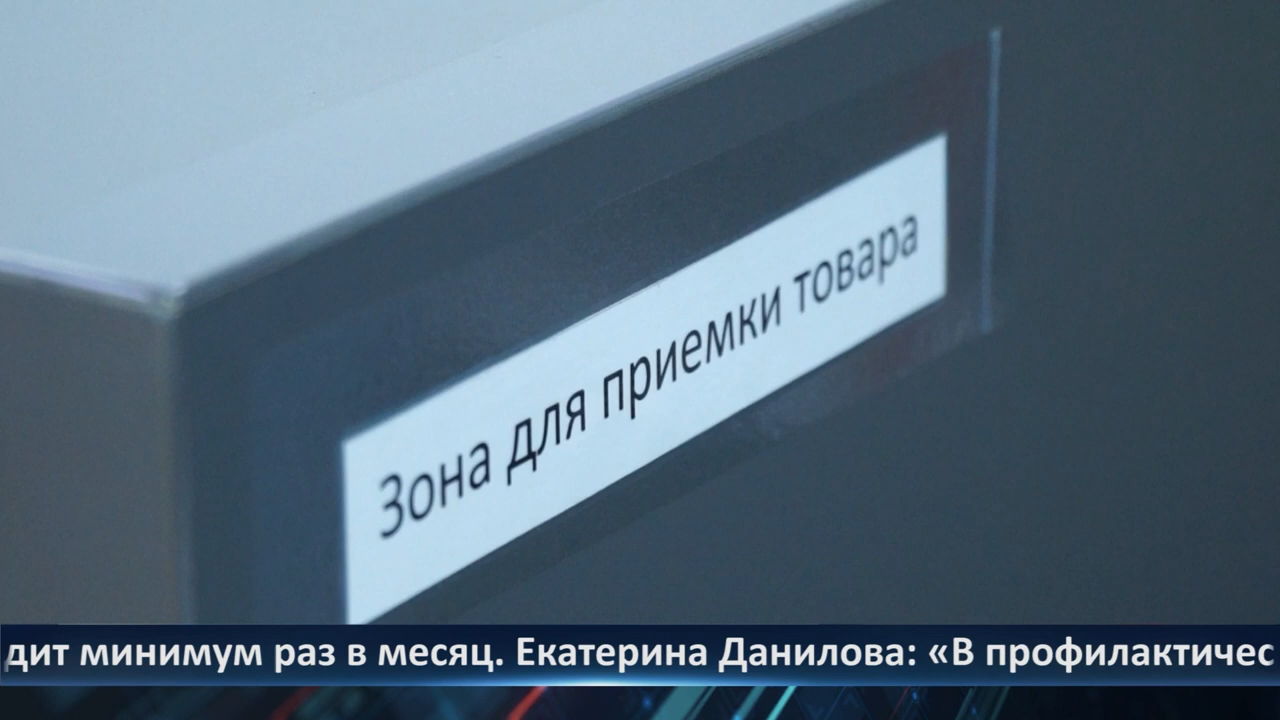 Зона для приемки товара
дит минимум раз в месяц. Екатерина Данилова: «В профилактичес